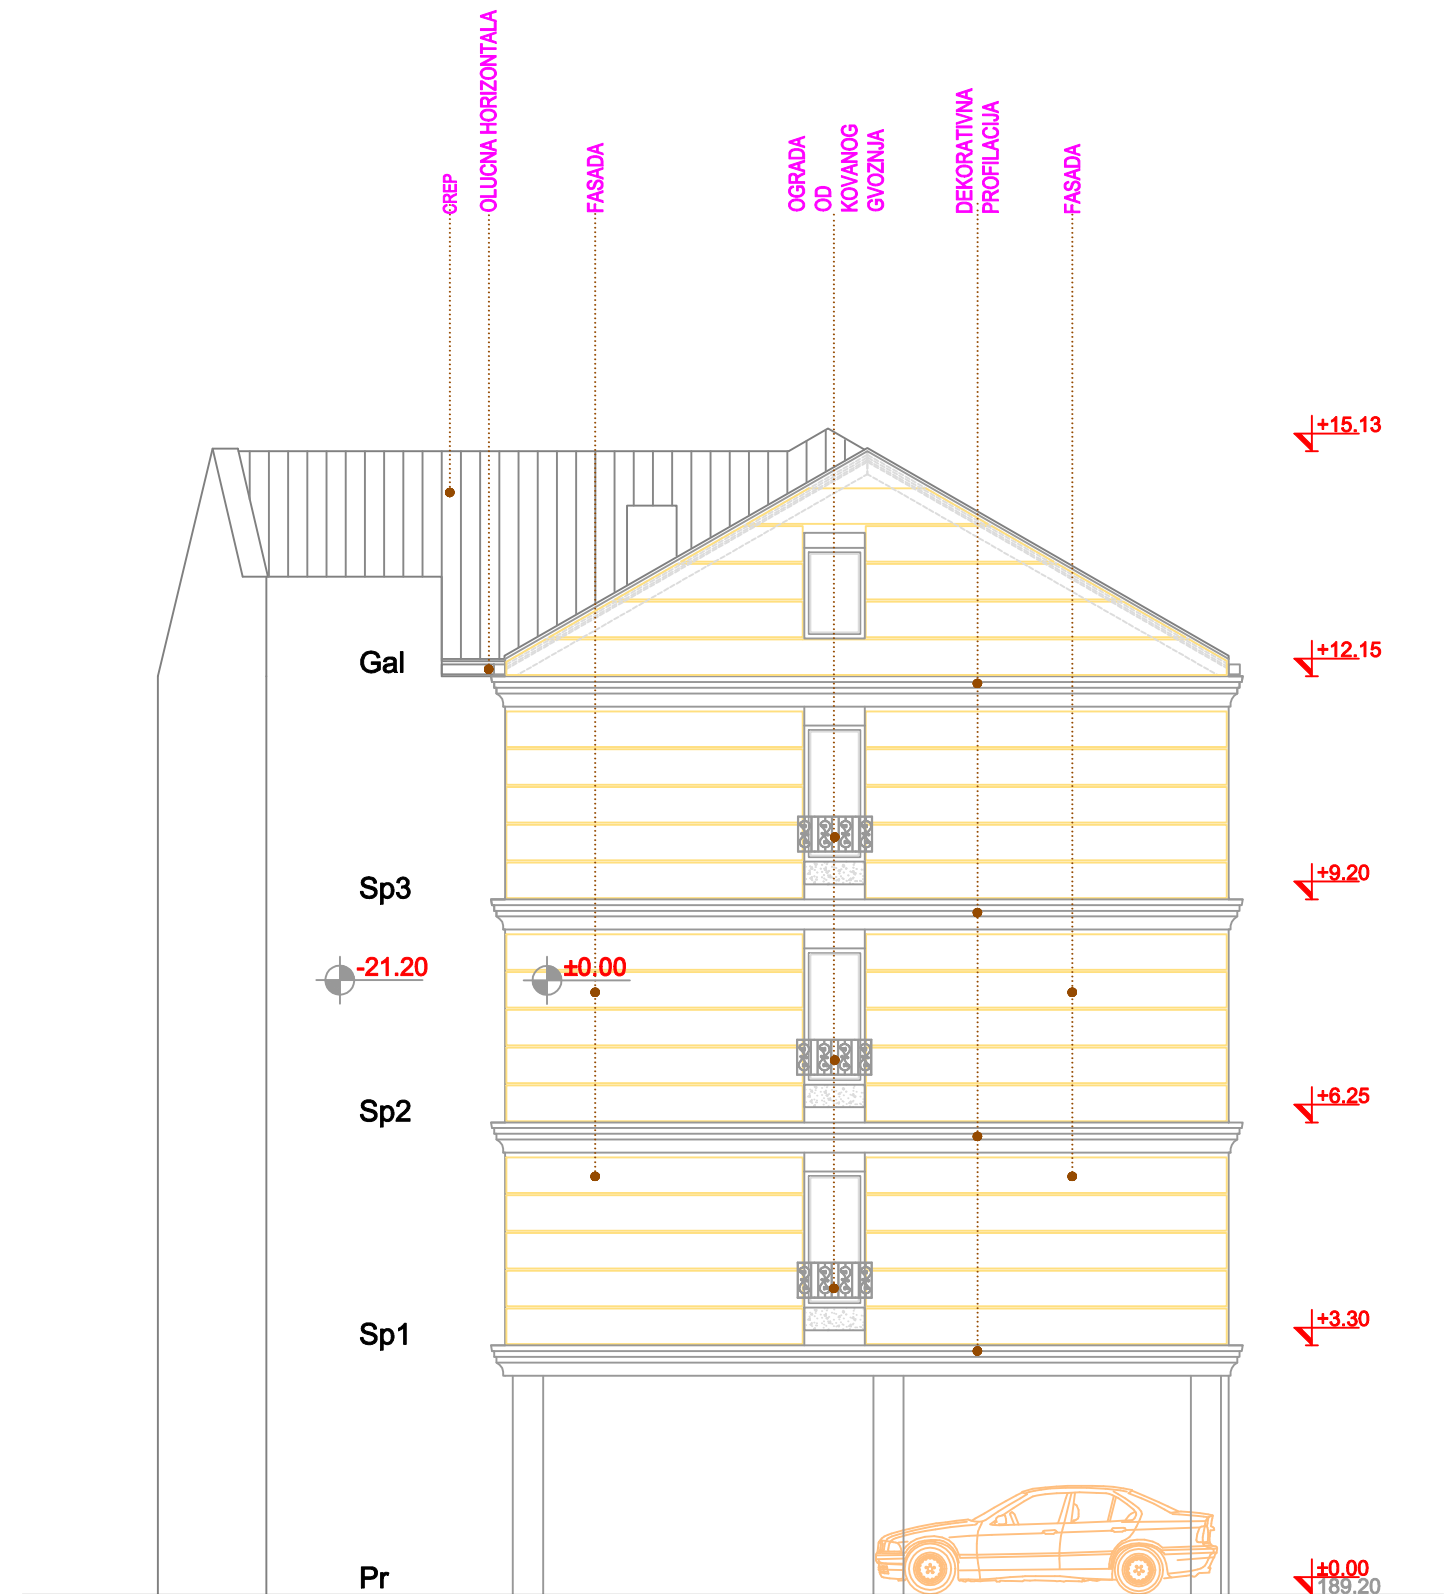 CREP
OLUCNA HORIZONTALA
FASADA
OGRADA
OD
KOVANOG
GVOZNJA
DEKORATIVNA
PROFILACIJA
FASADA
+15.13
Gal
+12.15
Sp3
+9.20
-21.20
±0.00
Sp2
+6.25
Sp1
+3.30
Pr
±0.00
189.20